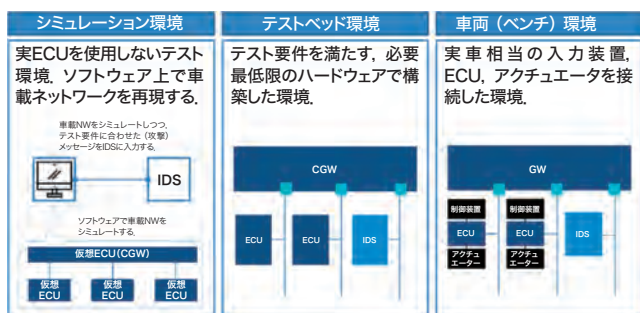 シミュレーション環境
実ECUを使用しないテスト
環境．ソフトウェア上で車
載ネットワークを再現する．
車載NWをシミュレートしつつ，
テスト要件に合わせた（攻撃）
メッセージをIDSに入力する．
IDS
ソフトウェアで車載NWを
シミュレートする．
仮想ECU(CGW)
仮想
ECU
仮想
ECU
仮想
ECU
テストベッド環境
テスト要件を満たす，必要
最低限のハードウェアで構
築した環境．
CGW
ECU
ECU
IDS
車両（ベンチ）環境
実車相当の入力装置，
ECU，アクチュエータを接
続した環境．
GW
制御装置
制御装置
ECU
ECU
IDS
アクチュ
エーター
アクチュ
エーター